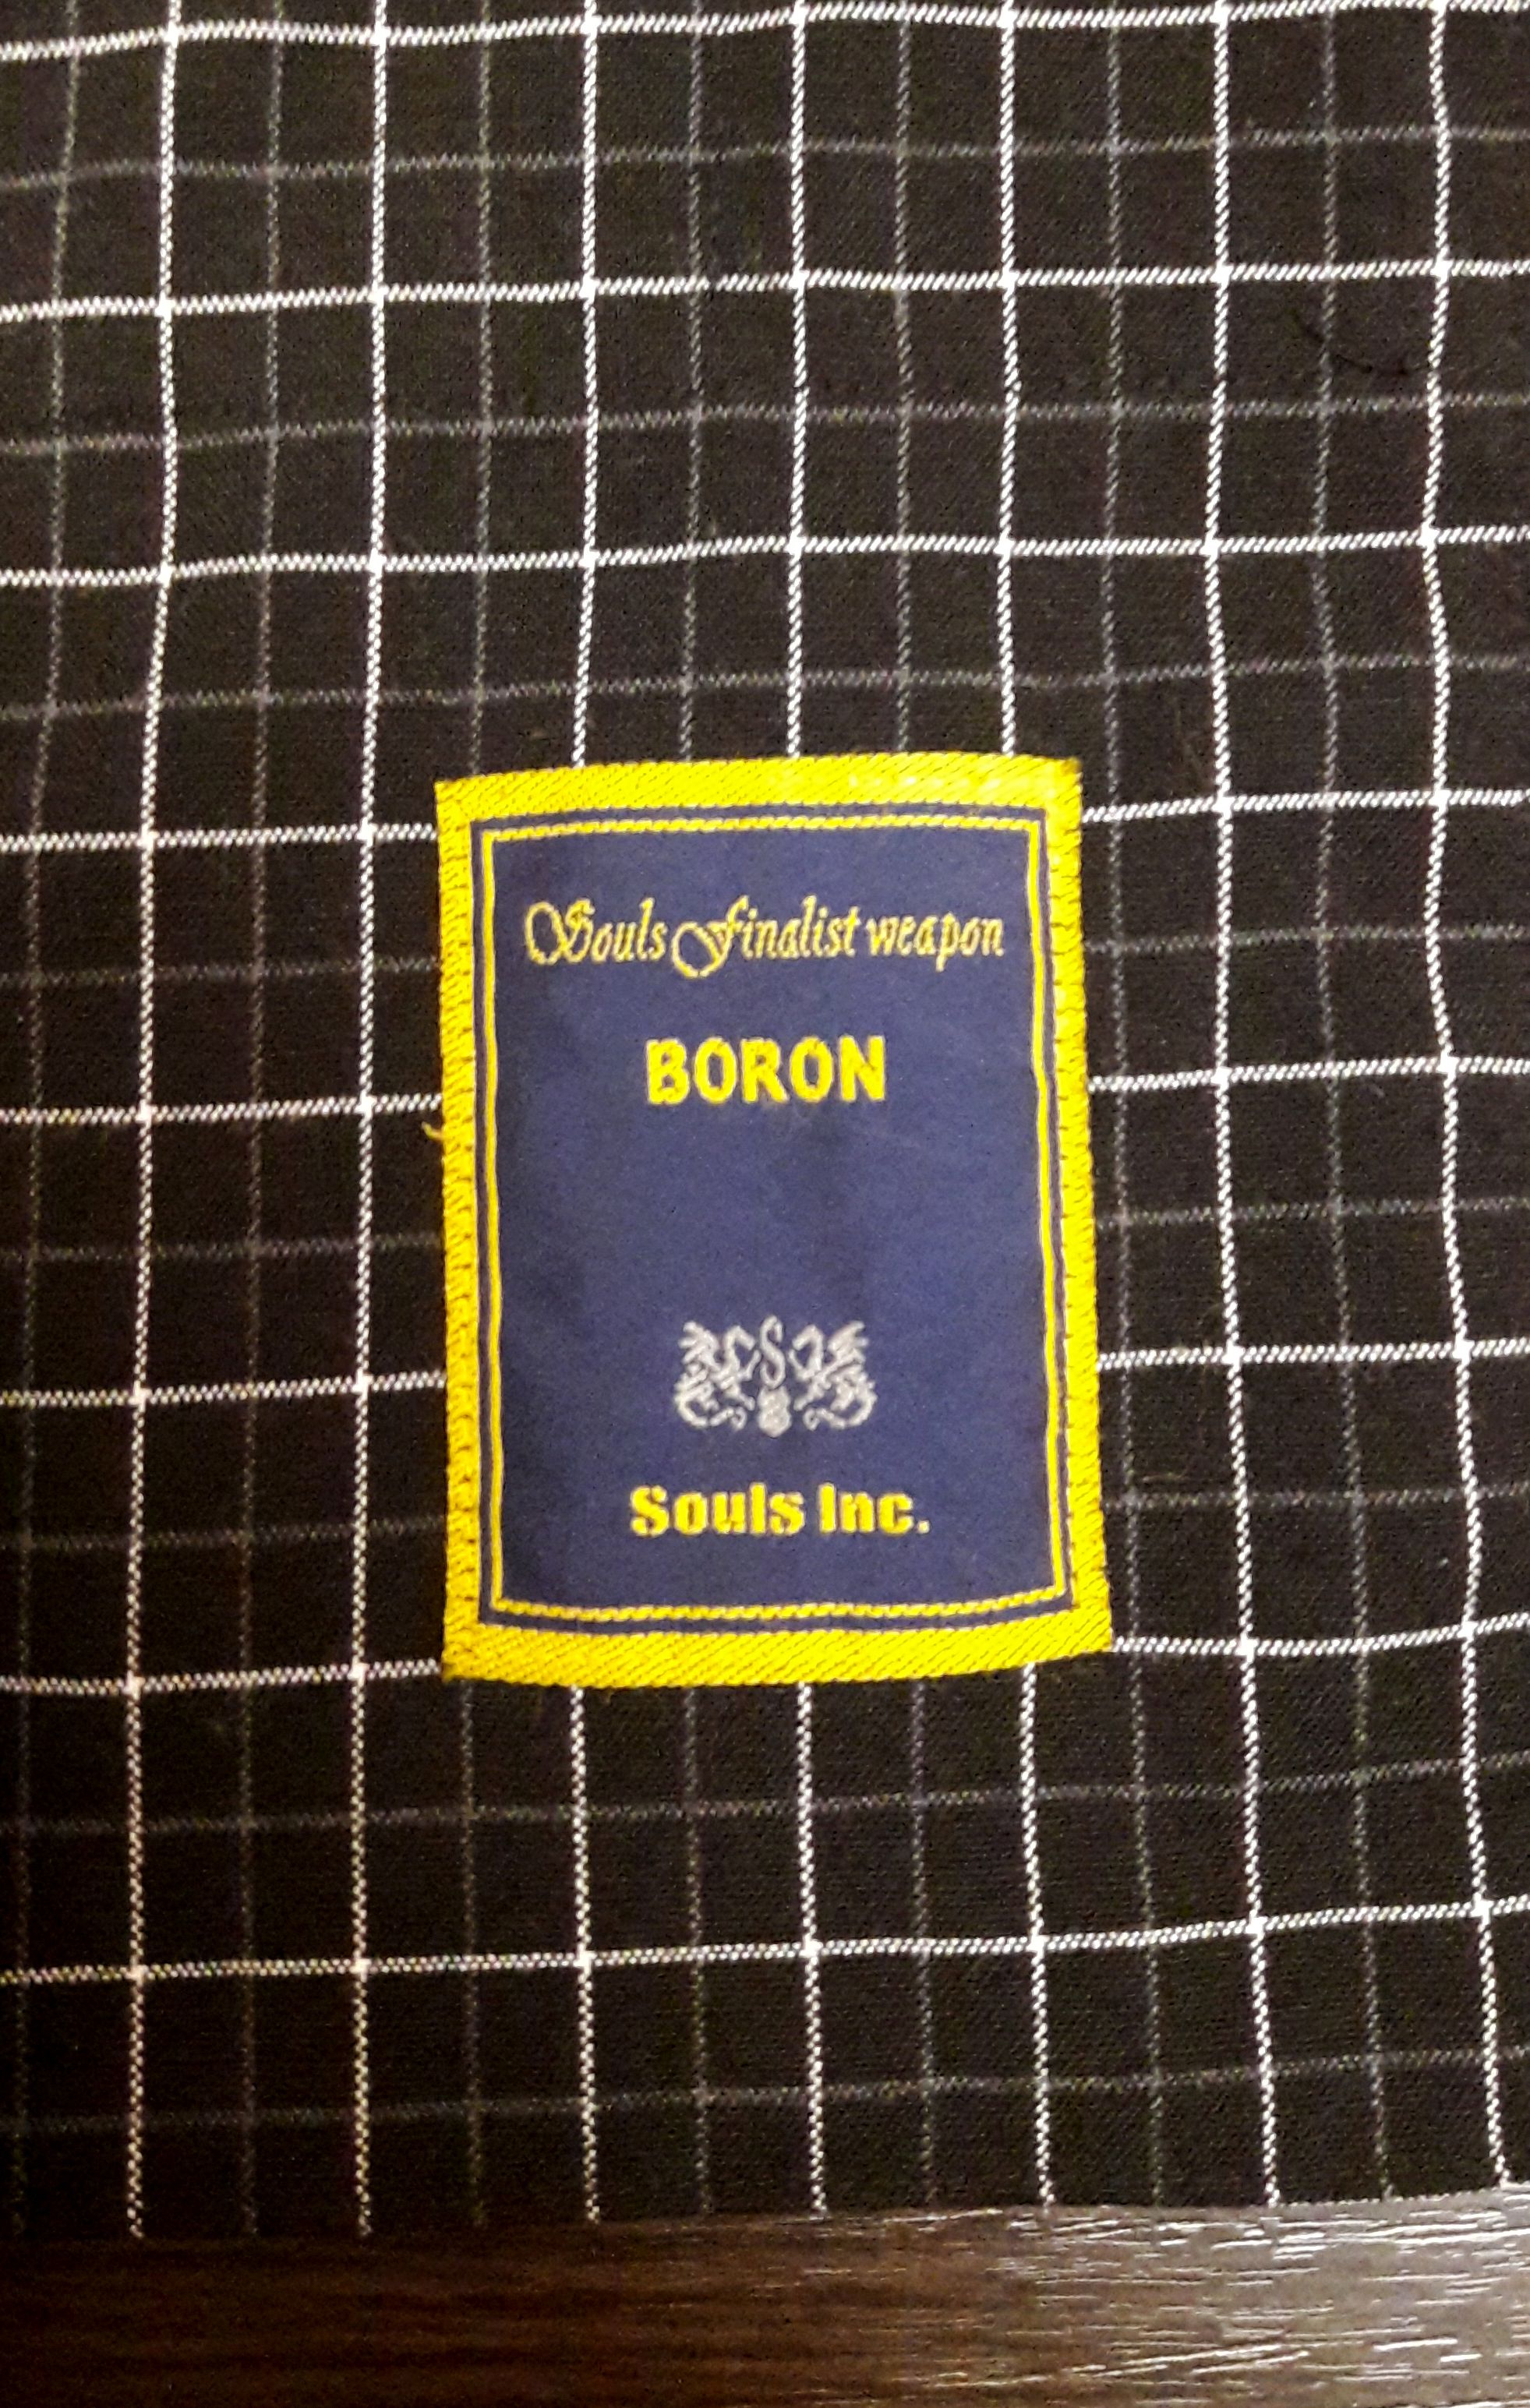 Souls Finalist weapon
BORON
S
Souls Inc.